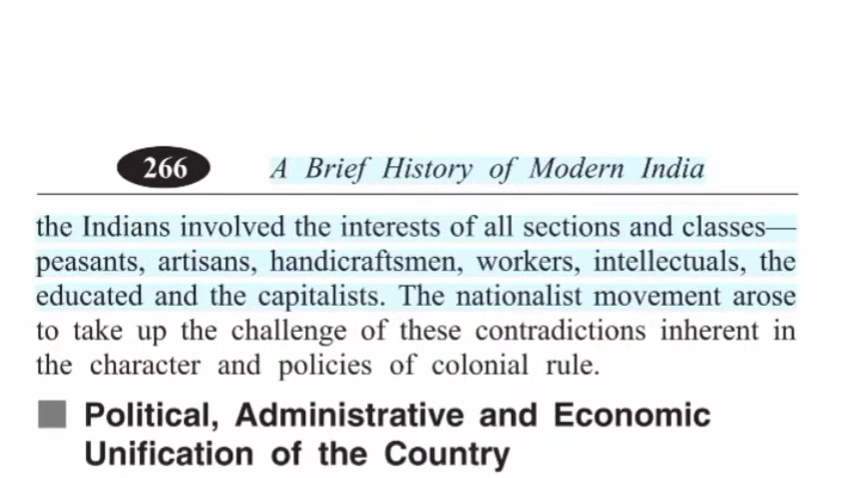 266 A Brief History of Modern India
the Indians involved the interests of all sections and classes—
peasants, artisans, handicraftsmen, workers, intellectuals, the
educated and the capitalists. The nationalist movement arose
to take up the challenge of these contradictions inherent in
the character and policies of colonial rule.
Political, Administrative and Economic
Unification of the Country